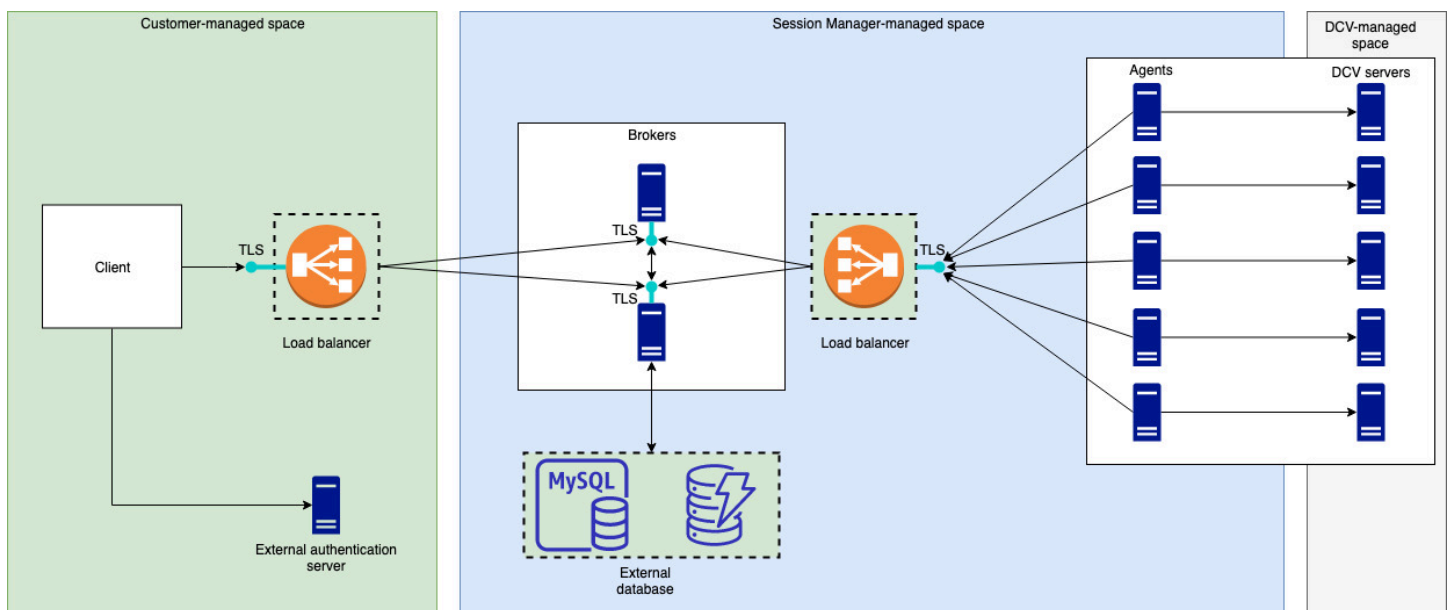 Customer-managed space
Session Manager-managed space
DCV-managed
space
Agents
DCV servers
Brokers
TLS
TLS
TLS
Client
TLS
Load balancer
Load balancer
MySQL
External authentication
server
External
database